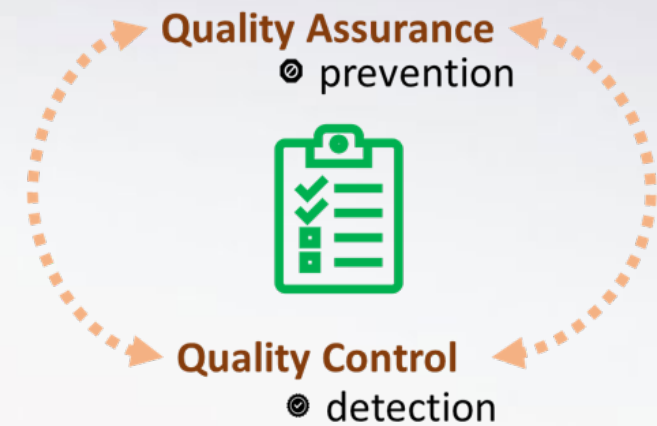 Quality Assurance
prevention
Quality Control
detection